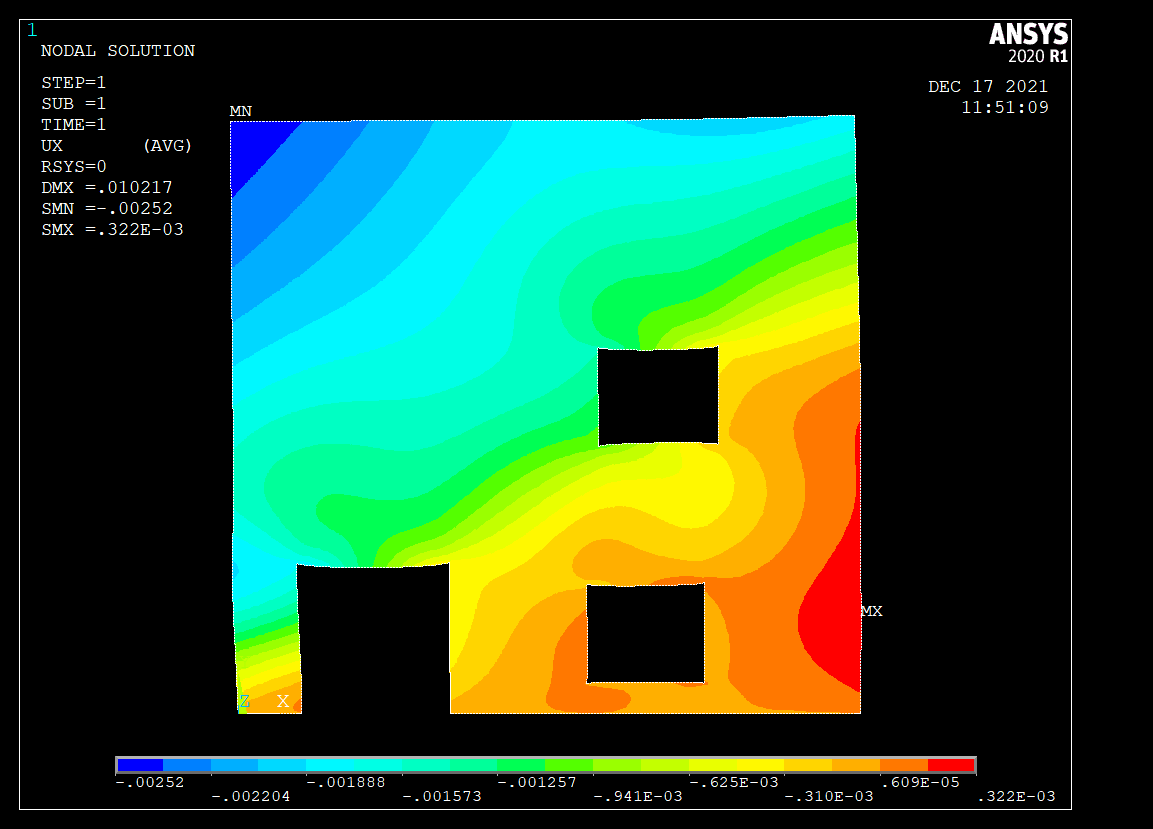 1
NODAL SOLUTION
STEP=1
SUB =1
TIME=1
UX (AVG)
RSYS=0
DMX =.010217
SMN =-.00252
SMX =.322E-03
ANSYS
2020 R1
DEC 17 2021
11:51:09
MN
MX
Z X
-.00252 -.001888 -.001257 -.625E-03 .609E-05
-.002204 -.001573 -.941E-03 -.310E-03 .322E-03